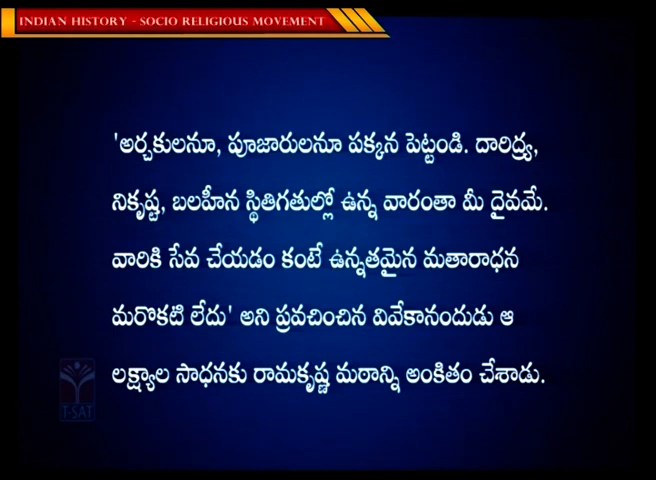 INDIAN HISTORY - SOCIO RELIGIOUS MOVEMENT
'అర్చకులనూ, పూజారులనూ పక్కన పెట్టండి. దారిద్ర్య,
నికృష్ట, బలహీన స్థితిగతుల్లో ఉన్న వారంతా మీ దైవమే.
వారికి సేవ చేయడం కంటే ఉన్నతమైన మతారాధన
మరొకటి లేదు' అని ప్రవచించిన వివేకానందుడు ఆ
లక్ష్యాల సాధనకు రామకృష్ణ మఠాన్ని అంకితం చేశాడు.
T-SAT